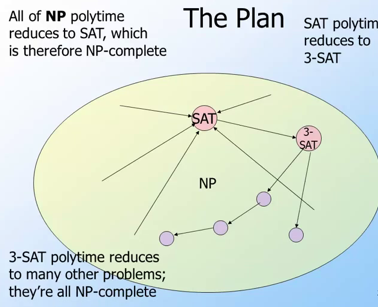 The Plan
All of NP polytime
reduces to SAT, which
is therefore NP-complete
SAT polytim
reduces to
3-SAT
SAT
3-
SAT
NP
3-SAT polytime reduces
to many other problems;
they're all NP-complete